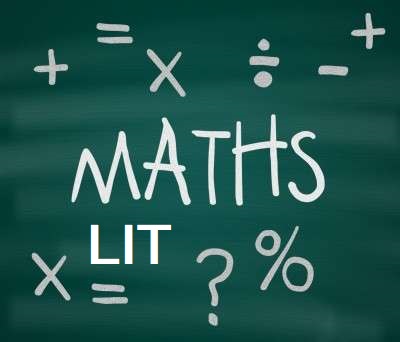 = +
+ × ÷ −
MATHS
LIT
× = ? %